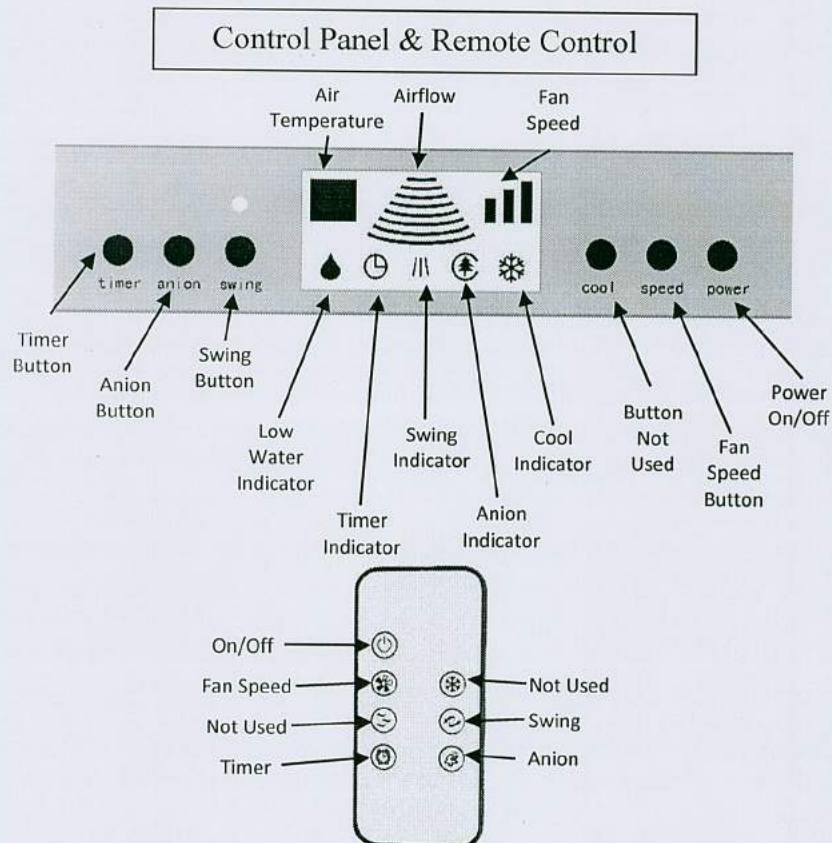 Control Panel & Remote Control
Air
Temperature
Airflow
Fan
Speed
timer
anion
swing
cool
speed
power
Timer
Button
Anion
Button
Swing
Button
Low
Water
Indicator
Timer
Indicator
Swing
Indicator
Anion
Indicator
Cool
Indicator
Button
Not
Used
Fan
Speed
Button
Power
On/Off
On/Off
Fan Speed
Not Used
Timer
Not Used
Swing
Anion